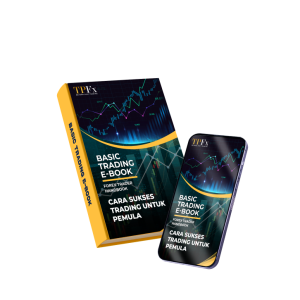 TPFx
BASIC
TRADING
E-BOOK
FOREX TRADER
HANDBOOK
CARA SUKSES
TRADING UNTUK
PEMULA
BASIC TRADING E-BOOK
TPFx
BASIC
TRADING
E-BOOK
FOREX TRADER
HANDBOOK
CARA SUKSES
TRADING UNTUK
PEMULA